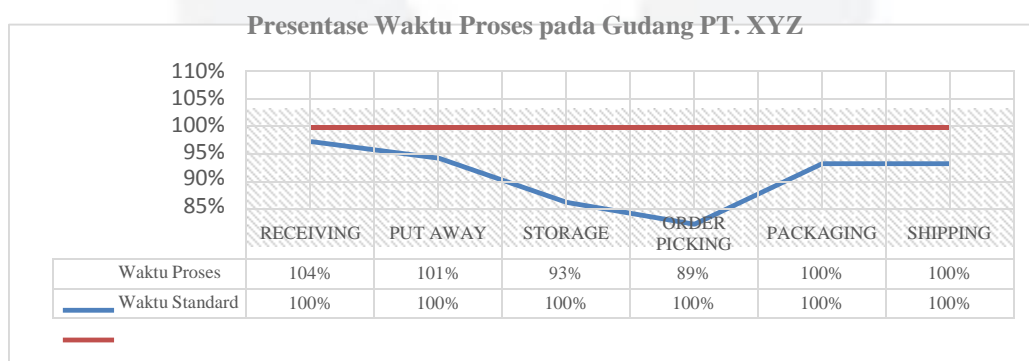 Presentase Waktu Proses pada Gudang PT. XYZ
110%
105%
100%
95%
90%
85%
RECEIVING PUT AWAY STORAGE ORDER PICKING PACKAGING SHIPPING
Waktu Proses 104% 101% 93% 89% 100% 100%
Waktu Standard 100% 100% 100% 100% 100% 100%